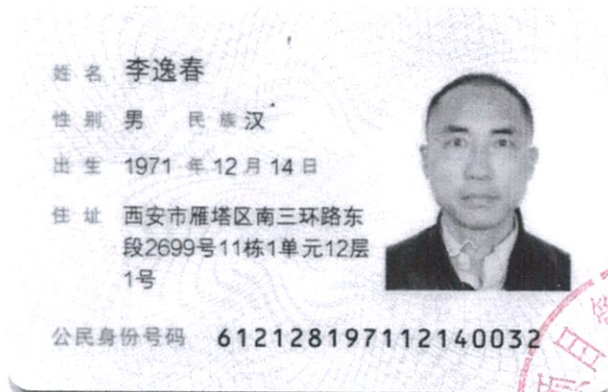 姓 名 李逸春
性 别 男 民 族 汉
出 生 1971 年 12 月 14 日
住 址 西安市雁塔区南三环路东
段2699号11栋1单元12层
1号
公民身份号码 612128197112140032